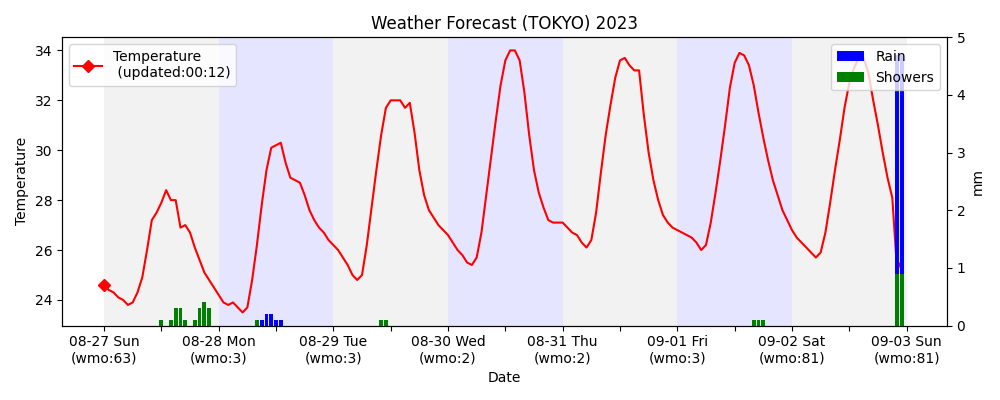 Weather Forecast (TOKYO) 2023
Temperature
(updated:00:12)
Rain
Showers
34
32
30
28
26
24
Temperature
5
4
3
2
1
0
mm
08-27 Sun
(wmo:63)
08-28 Mon
(wmo:3)
08-29 Tue
(wmo:3)
08-30 Wed
(wmo:2)
08-31 Thu
(wmo:2)
09-01 Fri
(wmo:3)
09-02 Sat
(wmo:81)
09-03 Sun
(wmo:81)
Date